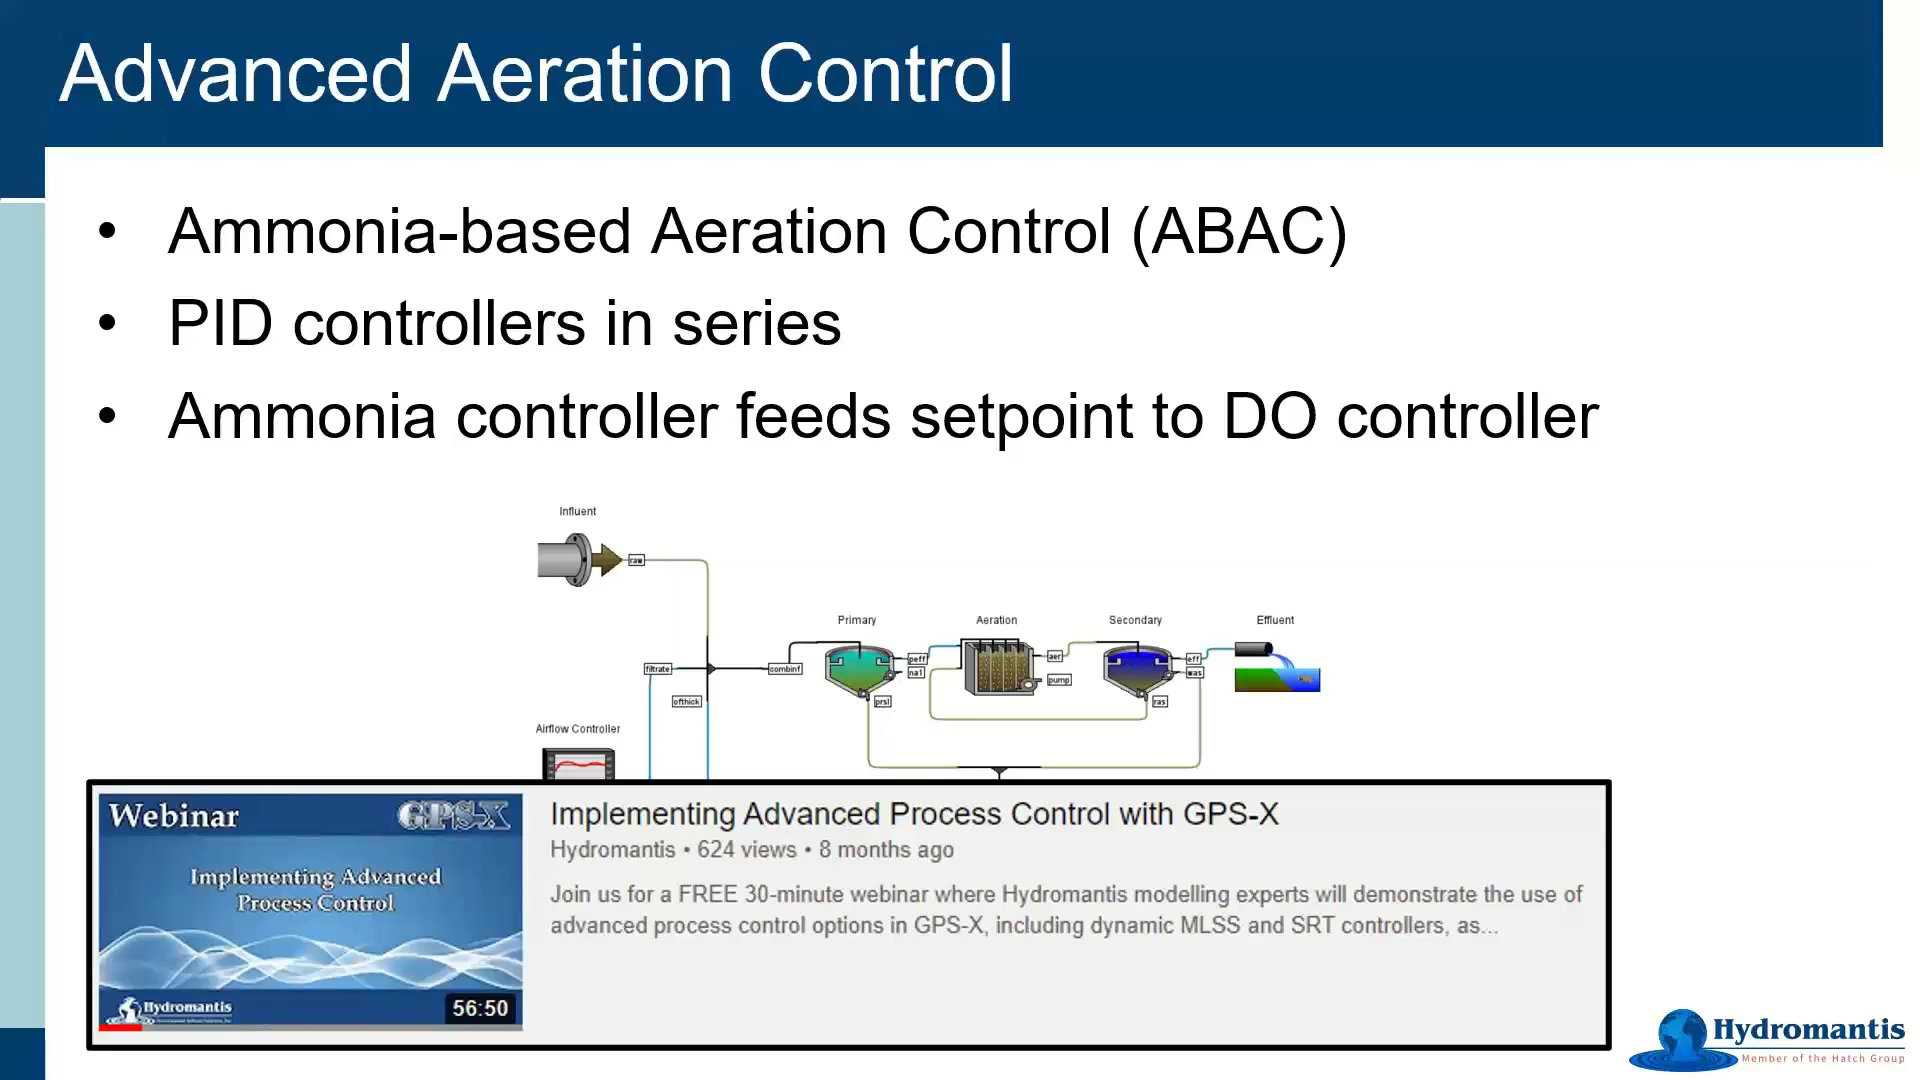 Advanced Aeration Control
• Ammonia-based Aeration Control (ABAC)
• PID controllers in series
• Ammonia controller feeds setpoint to DO controller
Influent
raw
Primary
Aeration
Secondary
Effluent
filtrate
combinf
peff
na1
aer
pump
eff
was
ofthick
prsl
ras
Airflow Controller
Webinar
GPS-X
Implementing Advanced
Process Control
Hydromantis
56:50
Implementing Advanced Process Control with GPS-X
Hydromantis • 624 views • 8 months ago
Join us for a FREE 30-minute webinar where Hydromantis modelling experts will demonstrate the use of
advanced process control options in GPS-X, including dynamic MLSS and SRT controllers, as...
Hydromantis
Member of the Hatch Group